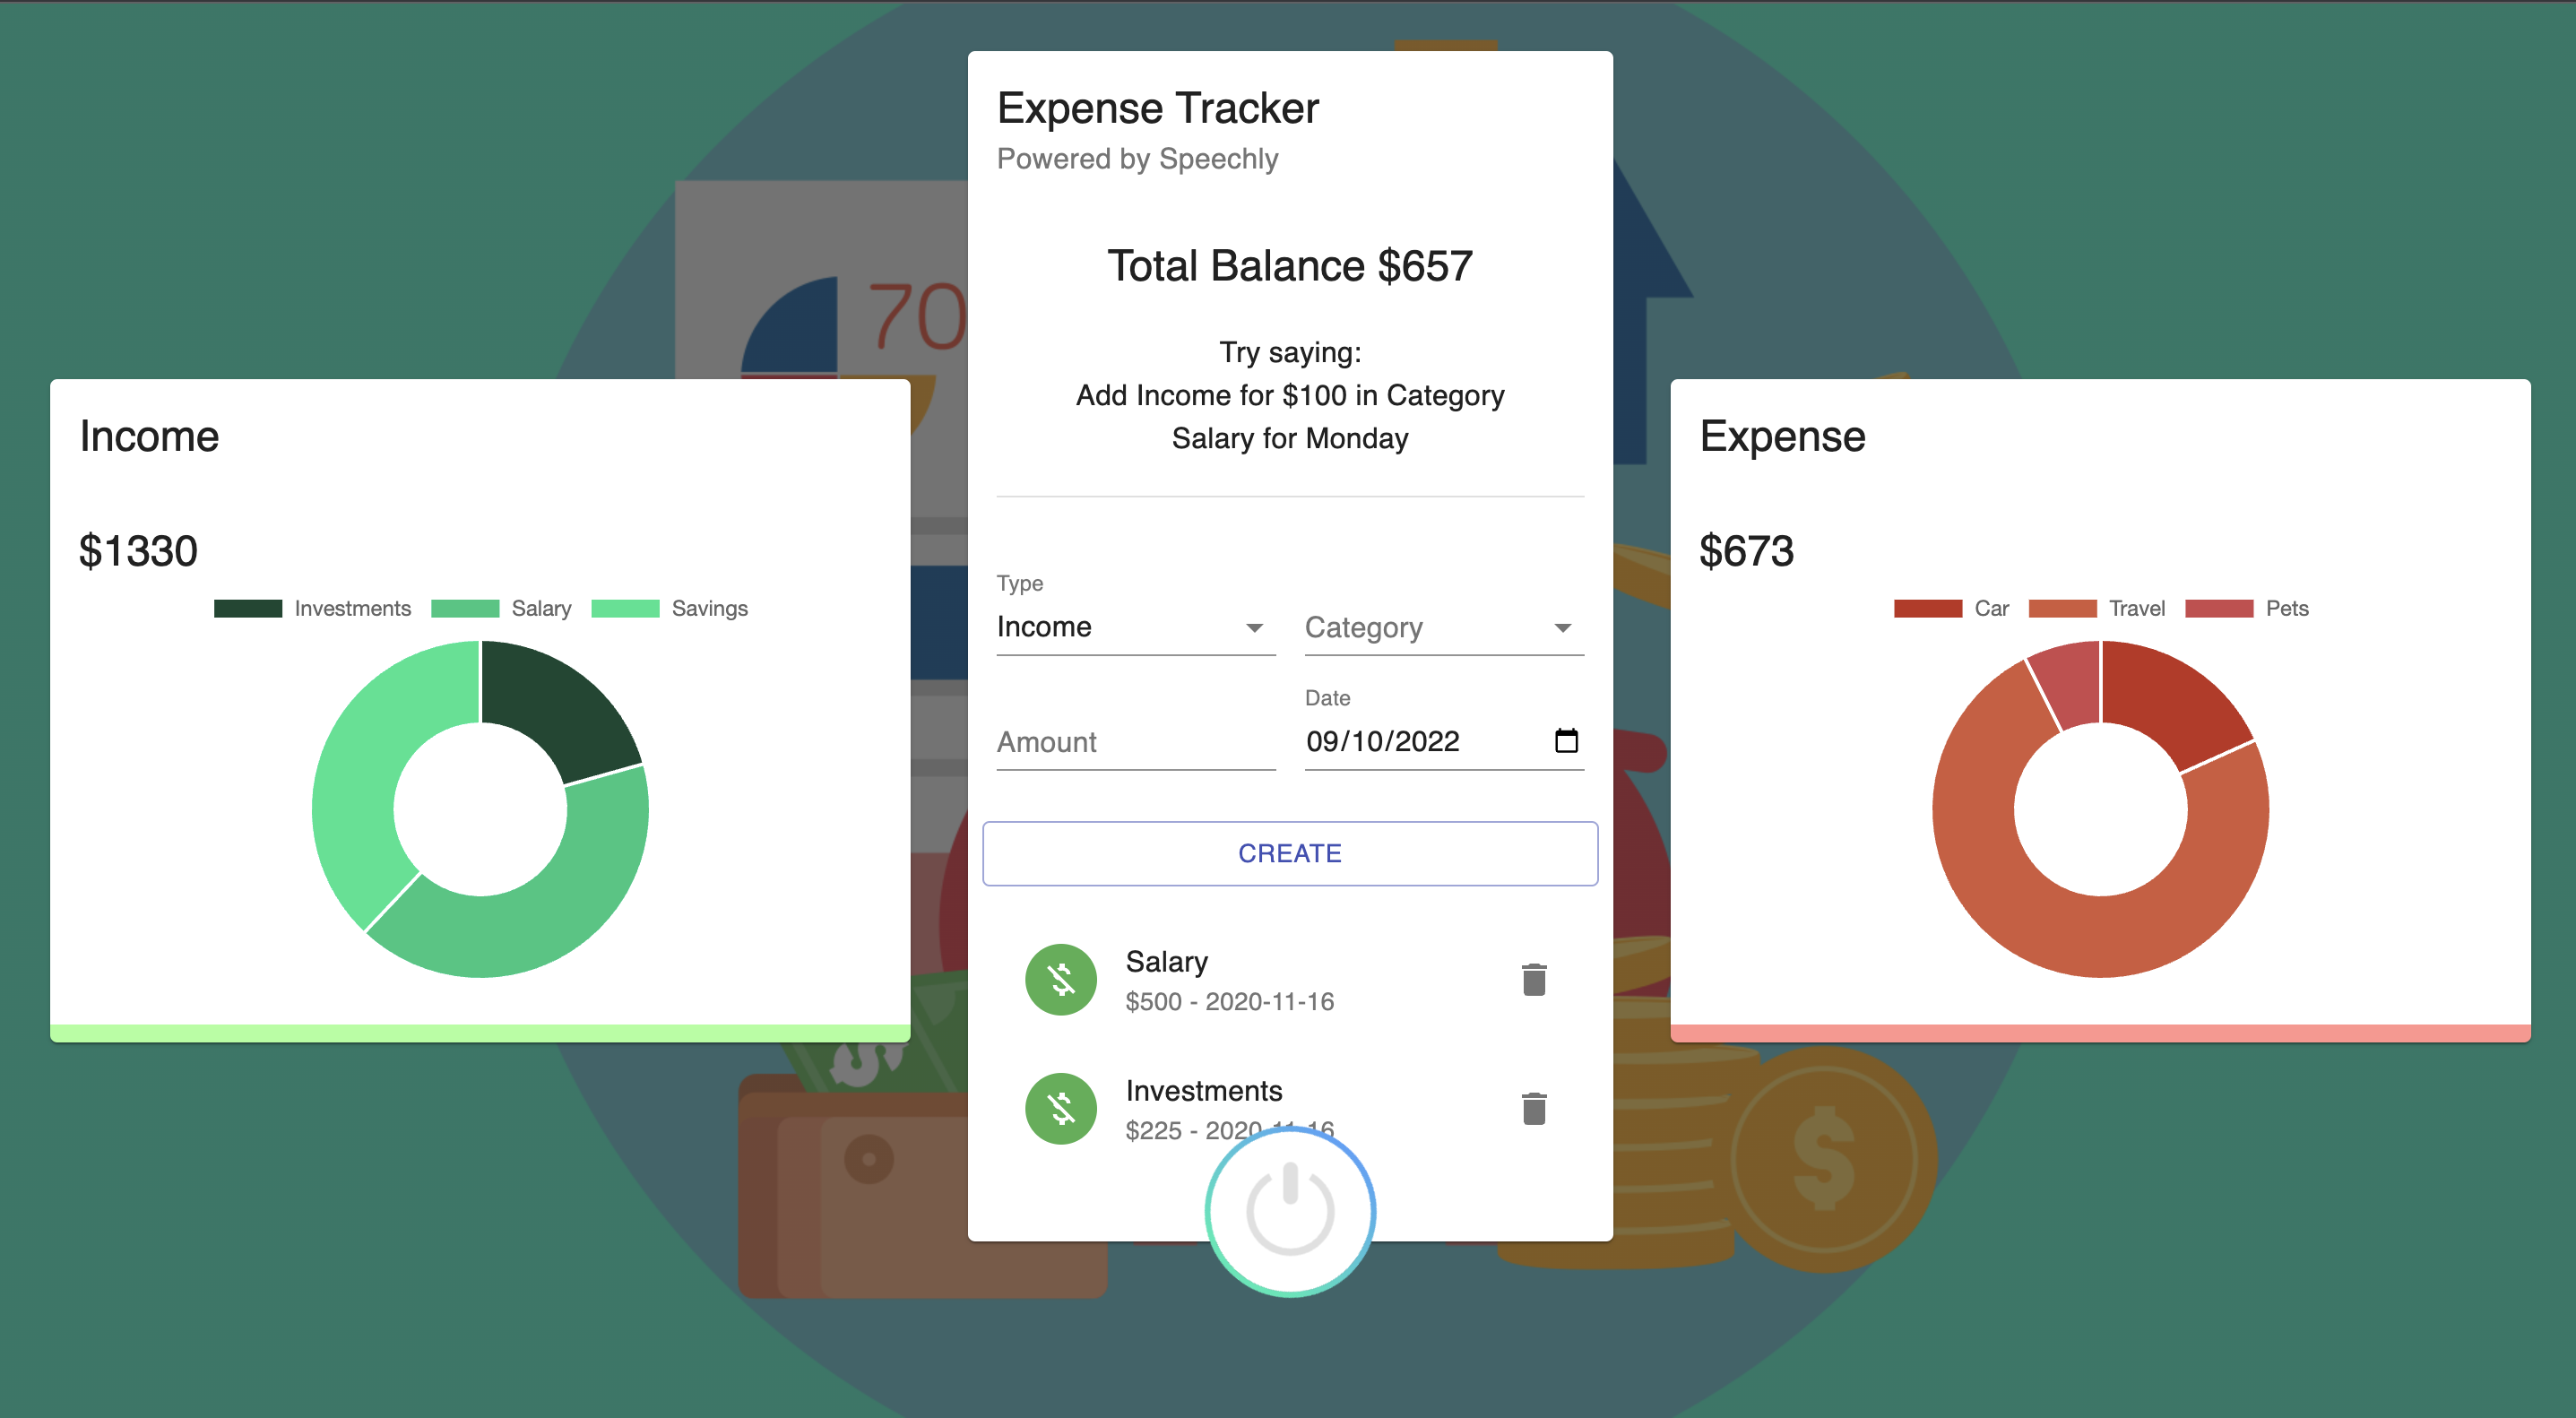 Expense Tracker
Powered by Speechly
Total Balance $657
Try saying:
Add Income for $100 in Category
Salary for Monday
70
Income
$1330
Investments Salary Savings
Type
Income
Category
Amount
Date
09/10/2022
CREATE
Salary
$500 - 2020-11-16
Investments
$225 - 2020-11-16
$
Expense
$673
Car Travel Pets
$